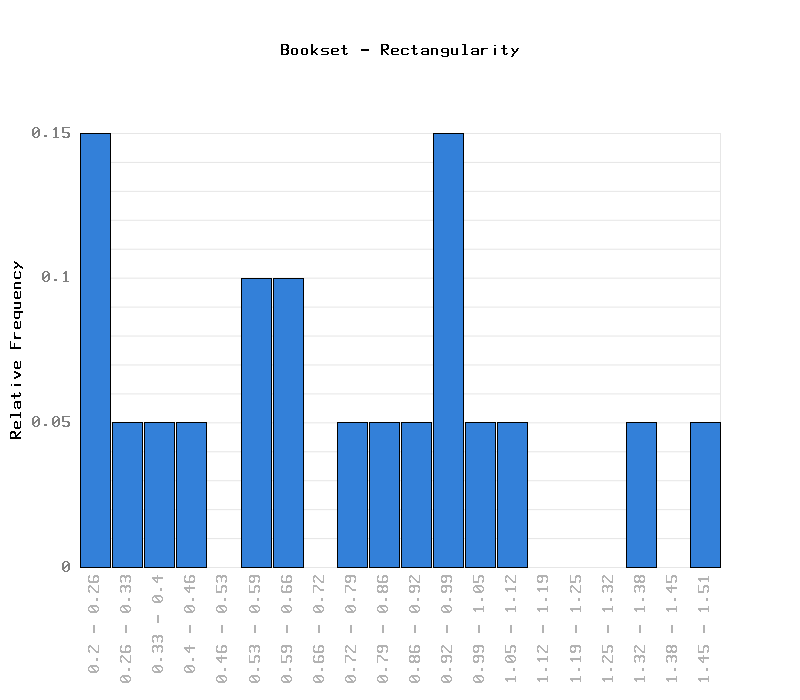 Bookset - Rectangularity
0.15
0.1
0.05
0
Relative Frequency
0.2 - 0.26
0.26 - 0.33
0.33 - 0.4
0.4 - 0.46
0.46 - 0.53
0.53 - 0.59
0.59 - 0.66
0.66 - 0.72
0.72 - 0.79
0.79 - 0.86
0.86 - 0.92
0.92 - 0.99
0.99 - 1.05
1.05 - 1.12
1.12 - 1.19
1.19 - 1.25
1.25 - 1.32
1.32 - 1.38
1.38 - 1.45
1.45 - 1.51